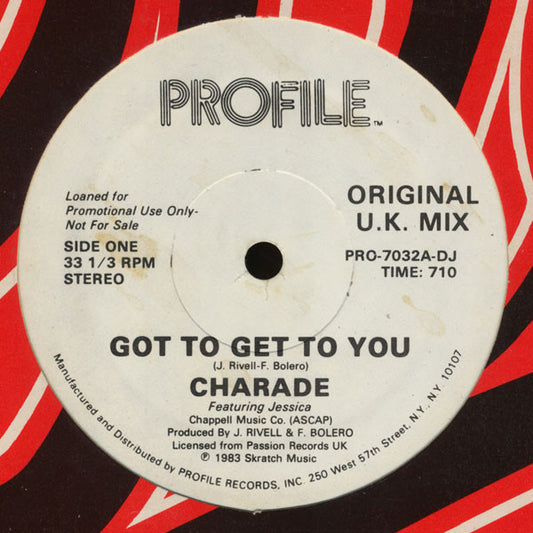 PROFILE™
Loaned for
Promotional Use Only-
Not For Sale
SIDE ONE
33 1/3 RPM
STEREO
ORIGINAL
U.K. MIX
PRO-7032A-DJ
TIME: 710
GOT TO GET TO YOU
(J. Rivell-F. Bolero)
CHARADE
Featuring Jessica
Chappell Music Co. (ASCAP)
Produced By J. RIVELL & F. BOLERO
Licensed from Passion Records UK
℗ 1983 Skratch Music
Manufactured and Distributed by PROFILE RECORDS, INC. 250 West 57th Street, N.Y. NY. 10107